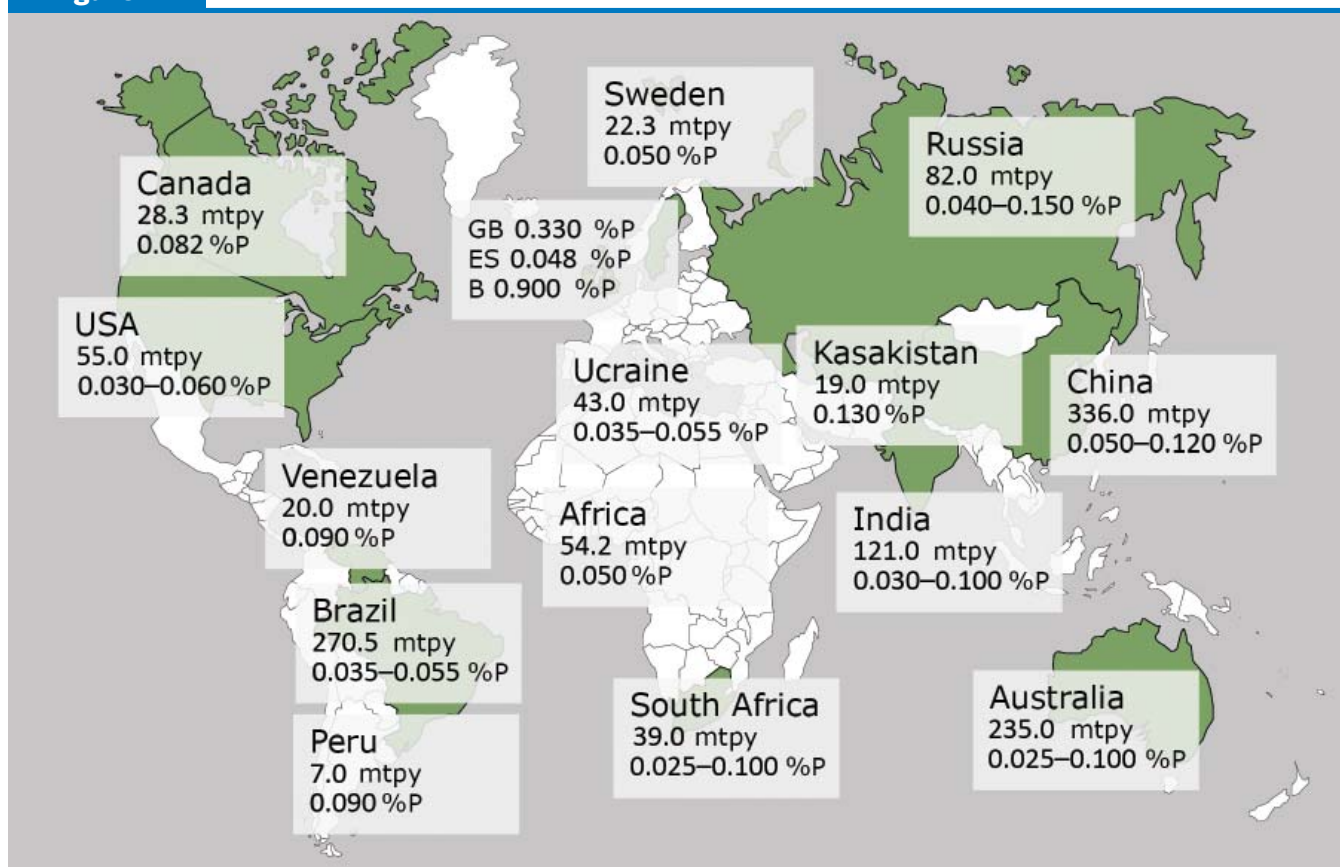 Canada
28.3 mtpy
0.082 %P
USA
55.0 mtpy
0.030–0.060 %P
Sweden
22.3 mtpy
0.050 %P
GB 0.330 %P
ES 0.048 %P
B 0.900 %P
Russia
82.0 mtpy
0.040–0.150 %P
Ucraine
43.0 mtpy
0.035–0.055 %P
Kasakistan
19.0 mtpy
0.130 %P
China
336.0 mtpy
0.050–0.120 %P
Venezuela
20.0 mtpy
0.090 %P
Africa
54.2 mtpy
0.050 %P
India
121.0 mtpy
0.030–0.100 %P
Brazil
270.5 mtpy
0.035–0.055 %P
Peru
7.0 mtpy
0.090 %P
South Africa
39.0 mtpy
0.025–0.100 %P
Australia
235.0 mtpy
0.025–0.100 %P